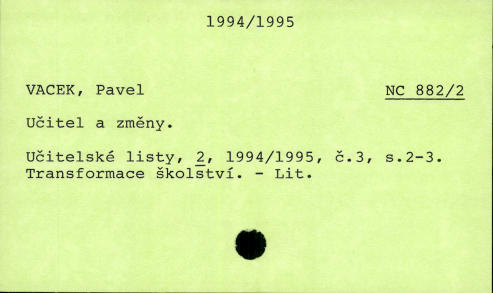 1994/1995
VACEK, Pavel NC 882/2
Učitel a změny.
Učitelské listy, 2, 1994/1995, č.3, s.2-3.
Transformace školství. - Lit.